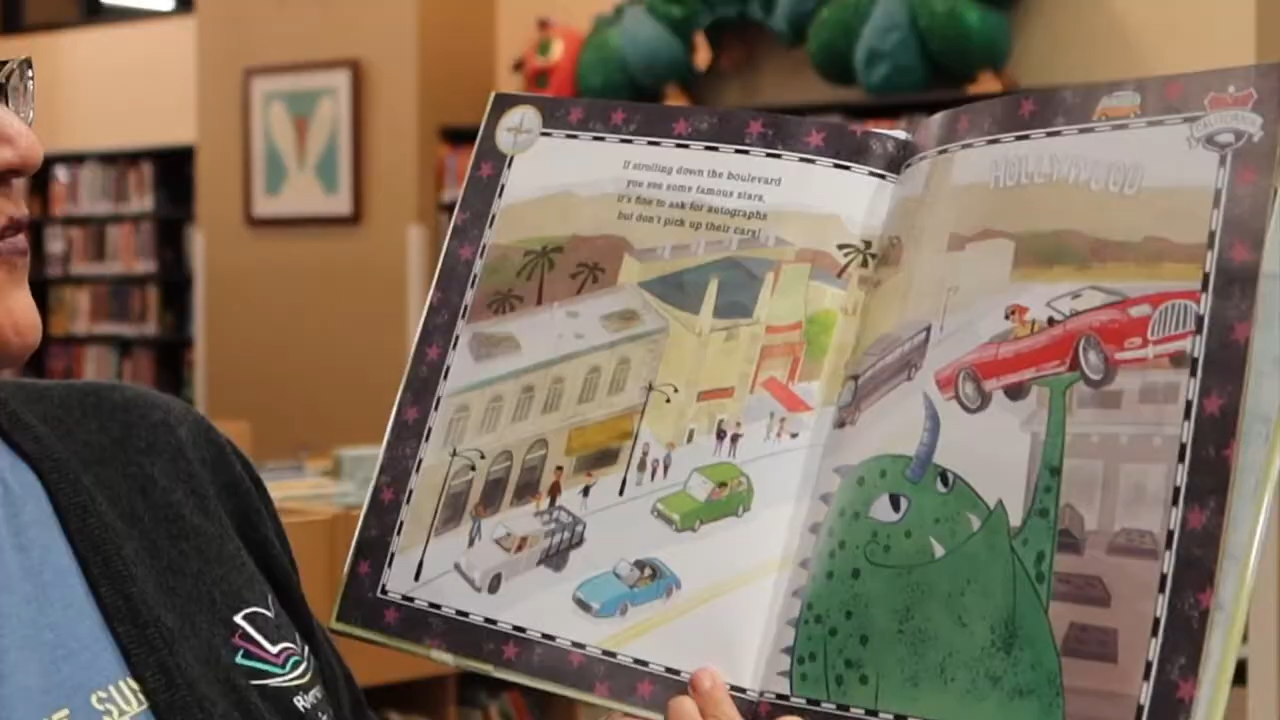 If strolling down the boulevard
you see some famous stars,
it's fine to ask for autographs
but don't pick up their cars!
HOLLYWOOD
CALIFORNIA